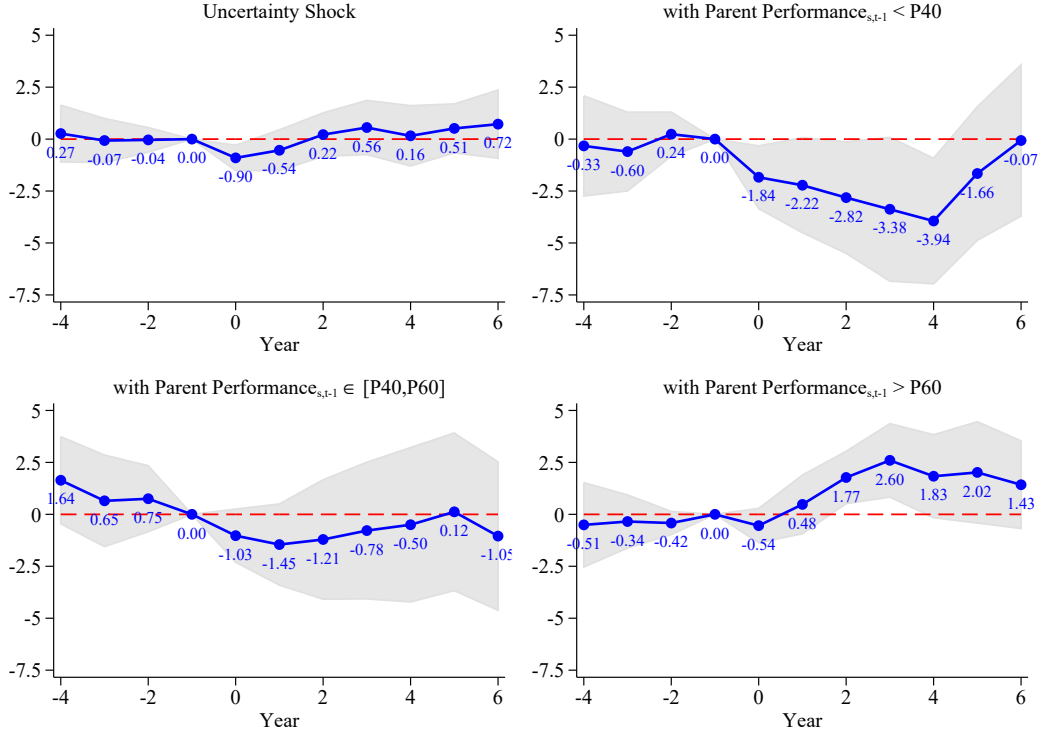 Uncertainty Shock
5
2.5
0
-2.5
-5
-7.5
0.27 -0.07 -0.04 0.00 -0.90 -0.54 0.22 0.56 0.16 0.51 0.72
-4 -2 0 2 4 6
Year
with Parent Performance_{s,t-1} < P40
5
2.5
0
-2.5
-5
-7.5
-0.33 -0.60 0.24 0.00 -1.84 -2.22 -2.82 -3.38 -3.94 -1.66 -0.07
-4 -2 0 2 4 6
Year
with Parent Performance_{s,t-1} ∈ [P40,P60]
5
2.5
0
-2.5
-5
-7.5
1.64 0.65 0.75 0.00 -1.03 -1.45 -1.21 -0.78 -0.50 0.12 -1.05
-4 -2 0 2 4 6
Year
with Parent Performance_{s,t-1} > P60
5
2.5
0
-2.5
-5
-7.5
-0.51 -0.34 -0.42 0.00 -0.54 0.48 1.77 2.60 1.83 2.02 1.43
-4 -2 0 2 4 6
Year